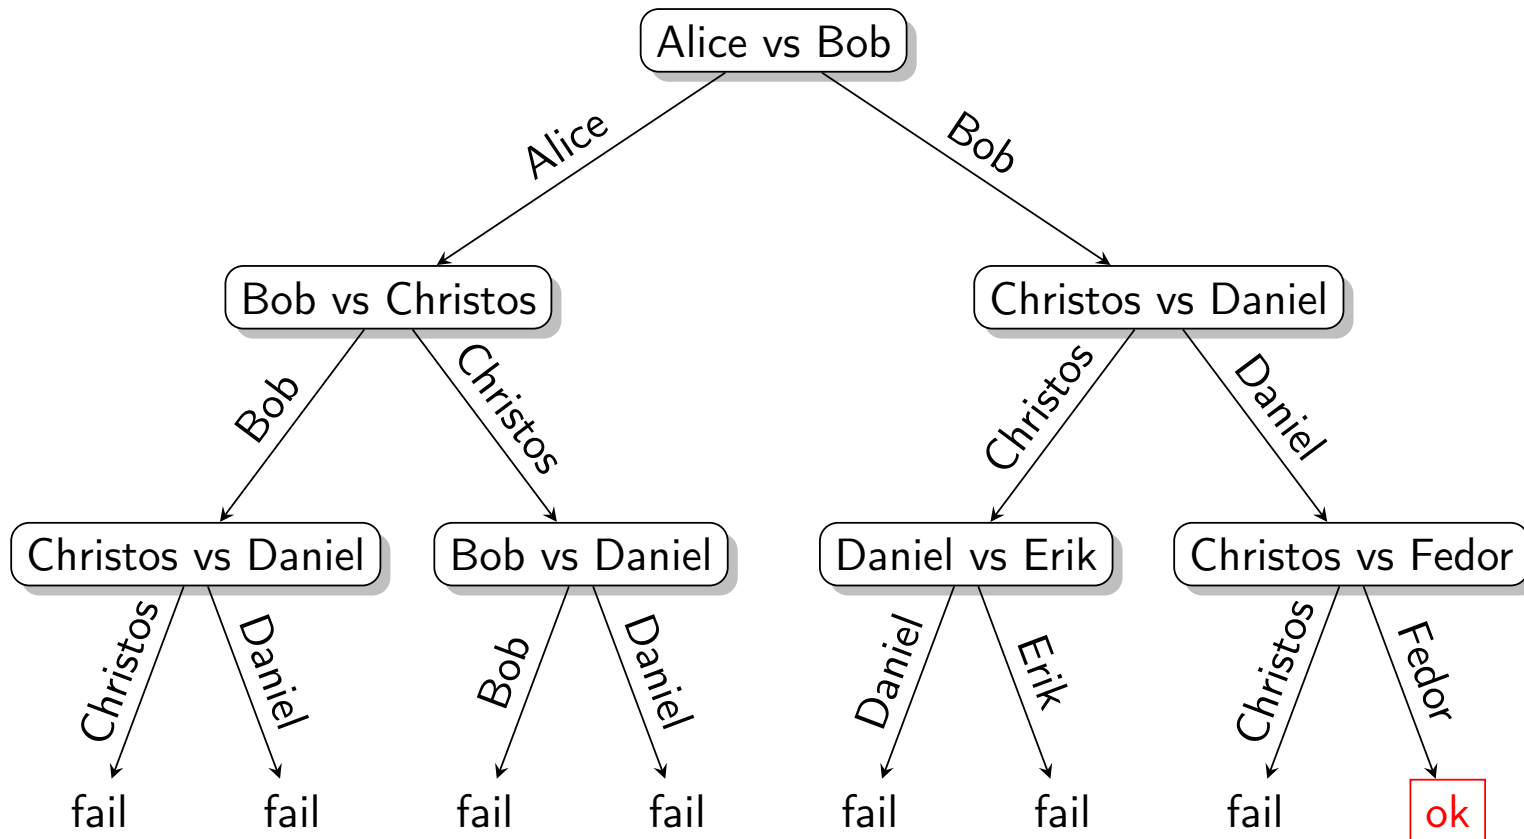 Alice vs Bob
Alice
Bob
Bob vs Christos
Christos vs Daniel
Bob
Christos
Christos
Daniel
Christos vs Daniel
Bob vs Daniel
Daniel vs Erik
Christos vs Fedor
Christos
Daniel
Bob
Daniel
Daniel
Erik
Christos
Fedor
fail
fail
fail
fail
fail
fail
fail
ok